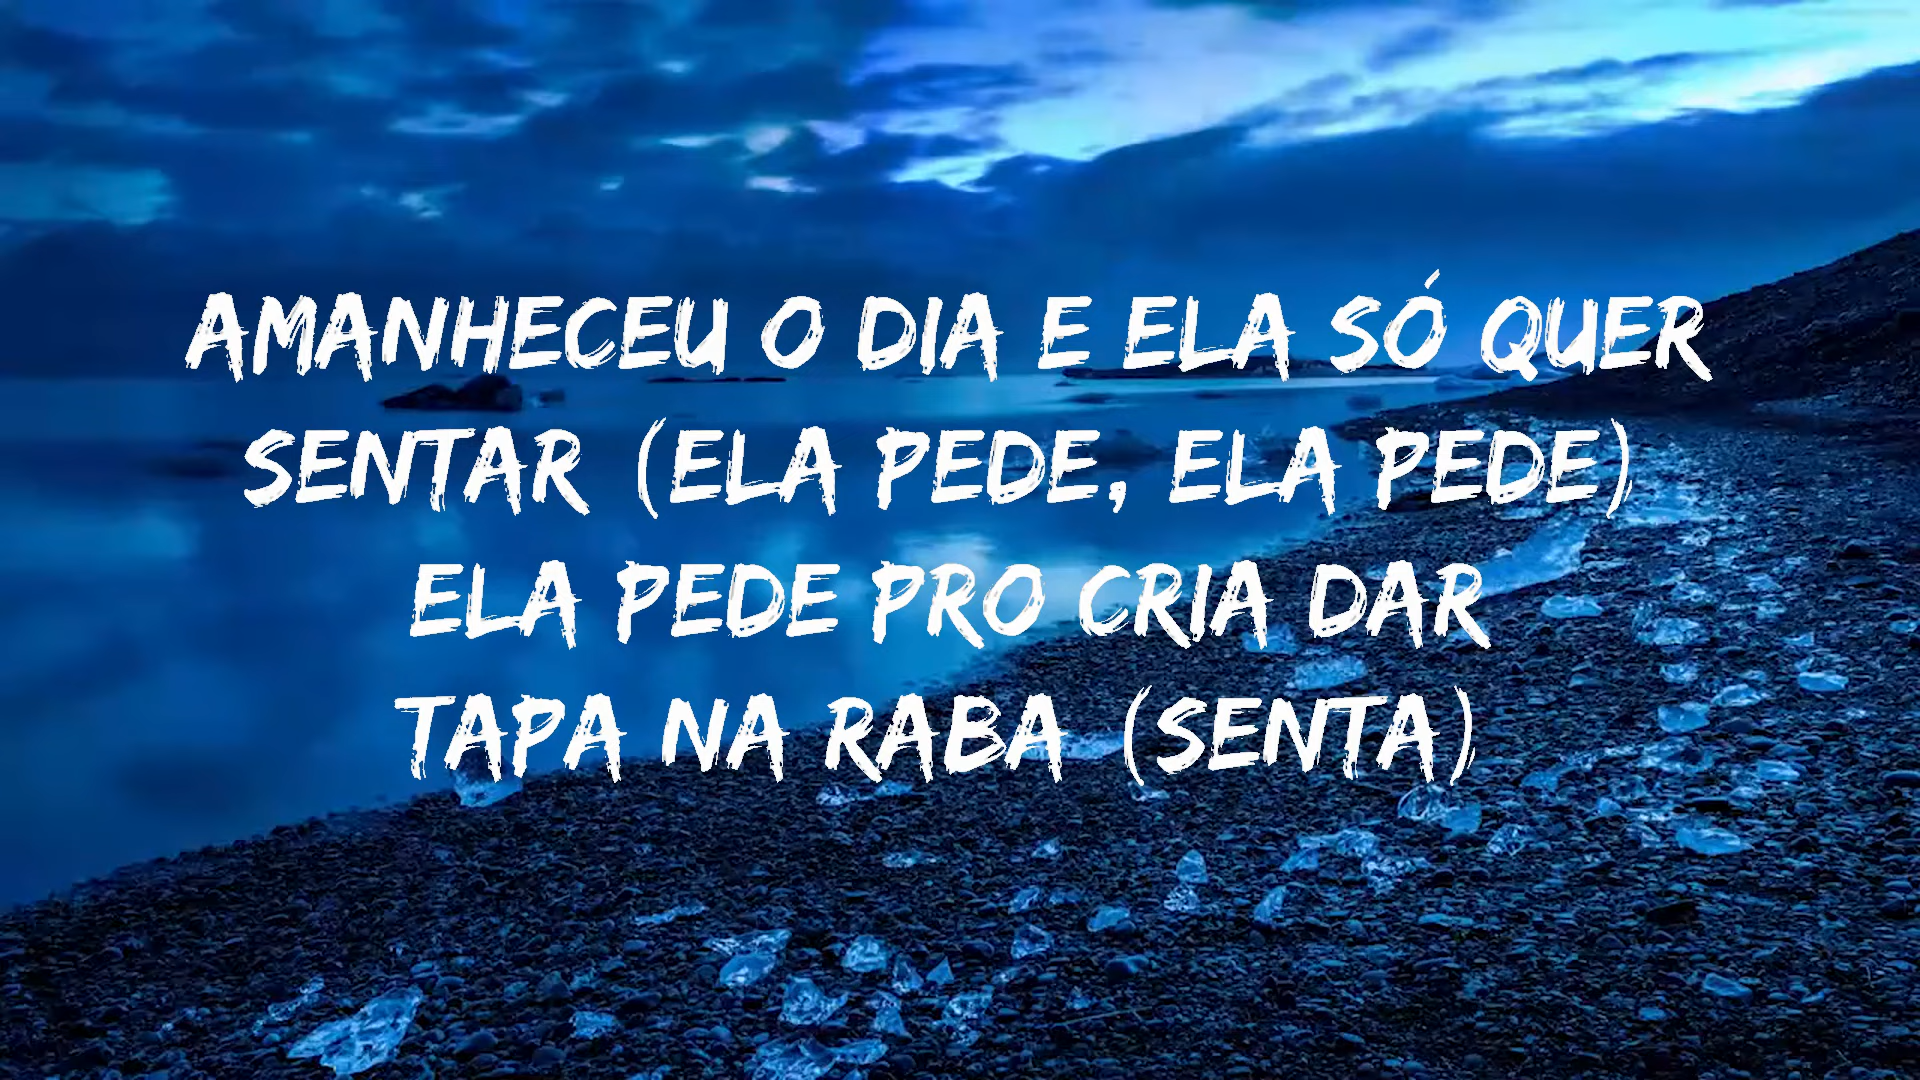 AMANHECEU O DIA E ELA SÓ QUER
SENTAR (ELA PEDE, ELA PEDE)
ELA PEDE PRO CRIA DAR
TAPA NA RABA (SENTA)